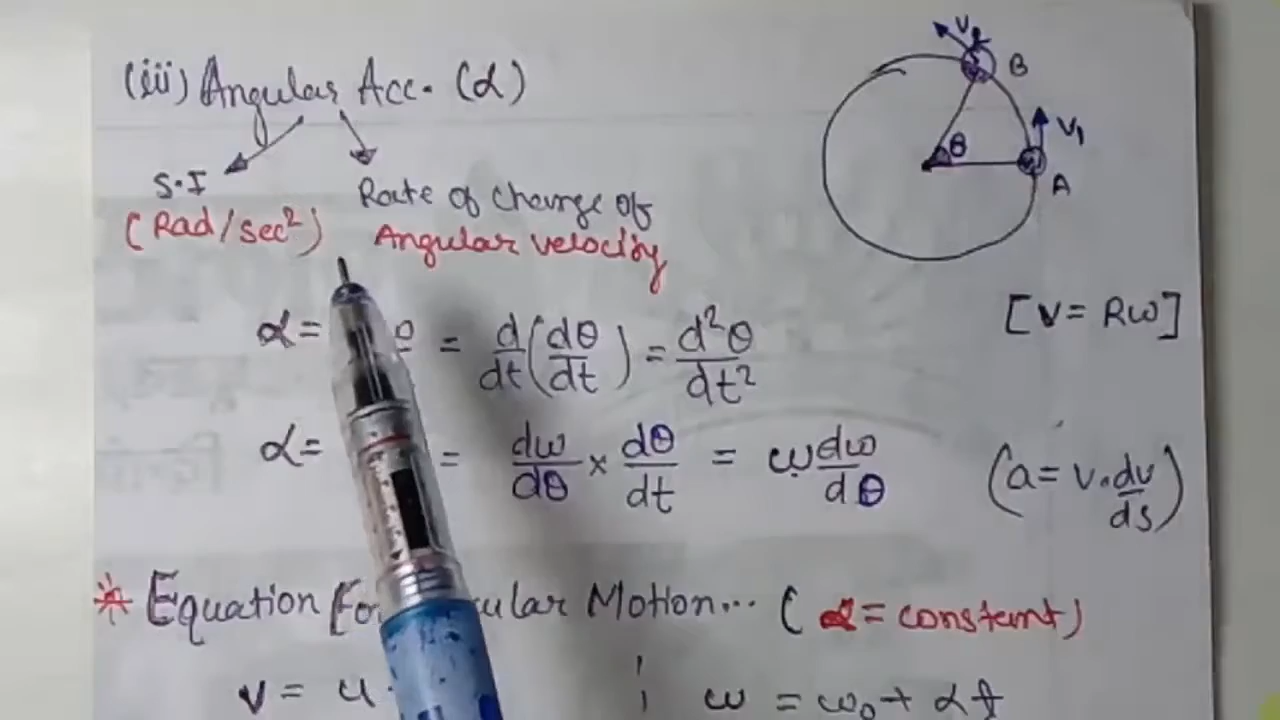 (iii) Angular Acc. (α)
S.I
(Rad/sec²)
Rate of change of
Angular velocity
V₂
B
θ
V₁
A
[V = Rω]
α = = d/dt (dθ/dt) = d²θ/dt²
α = = dω/dθ × dθ/dt = ω dω/dθ
(a = v. dv/ds)
* Equation Motion... (α = constant)
v = u
ω = ω₀ + αt